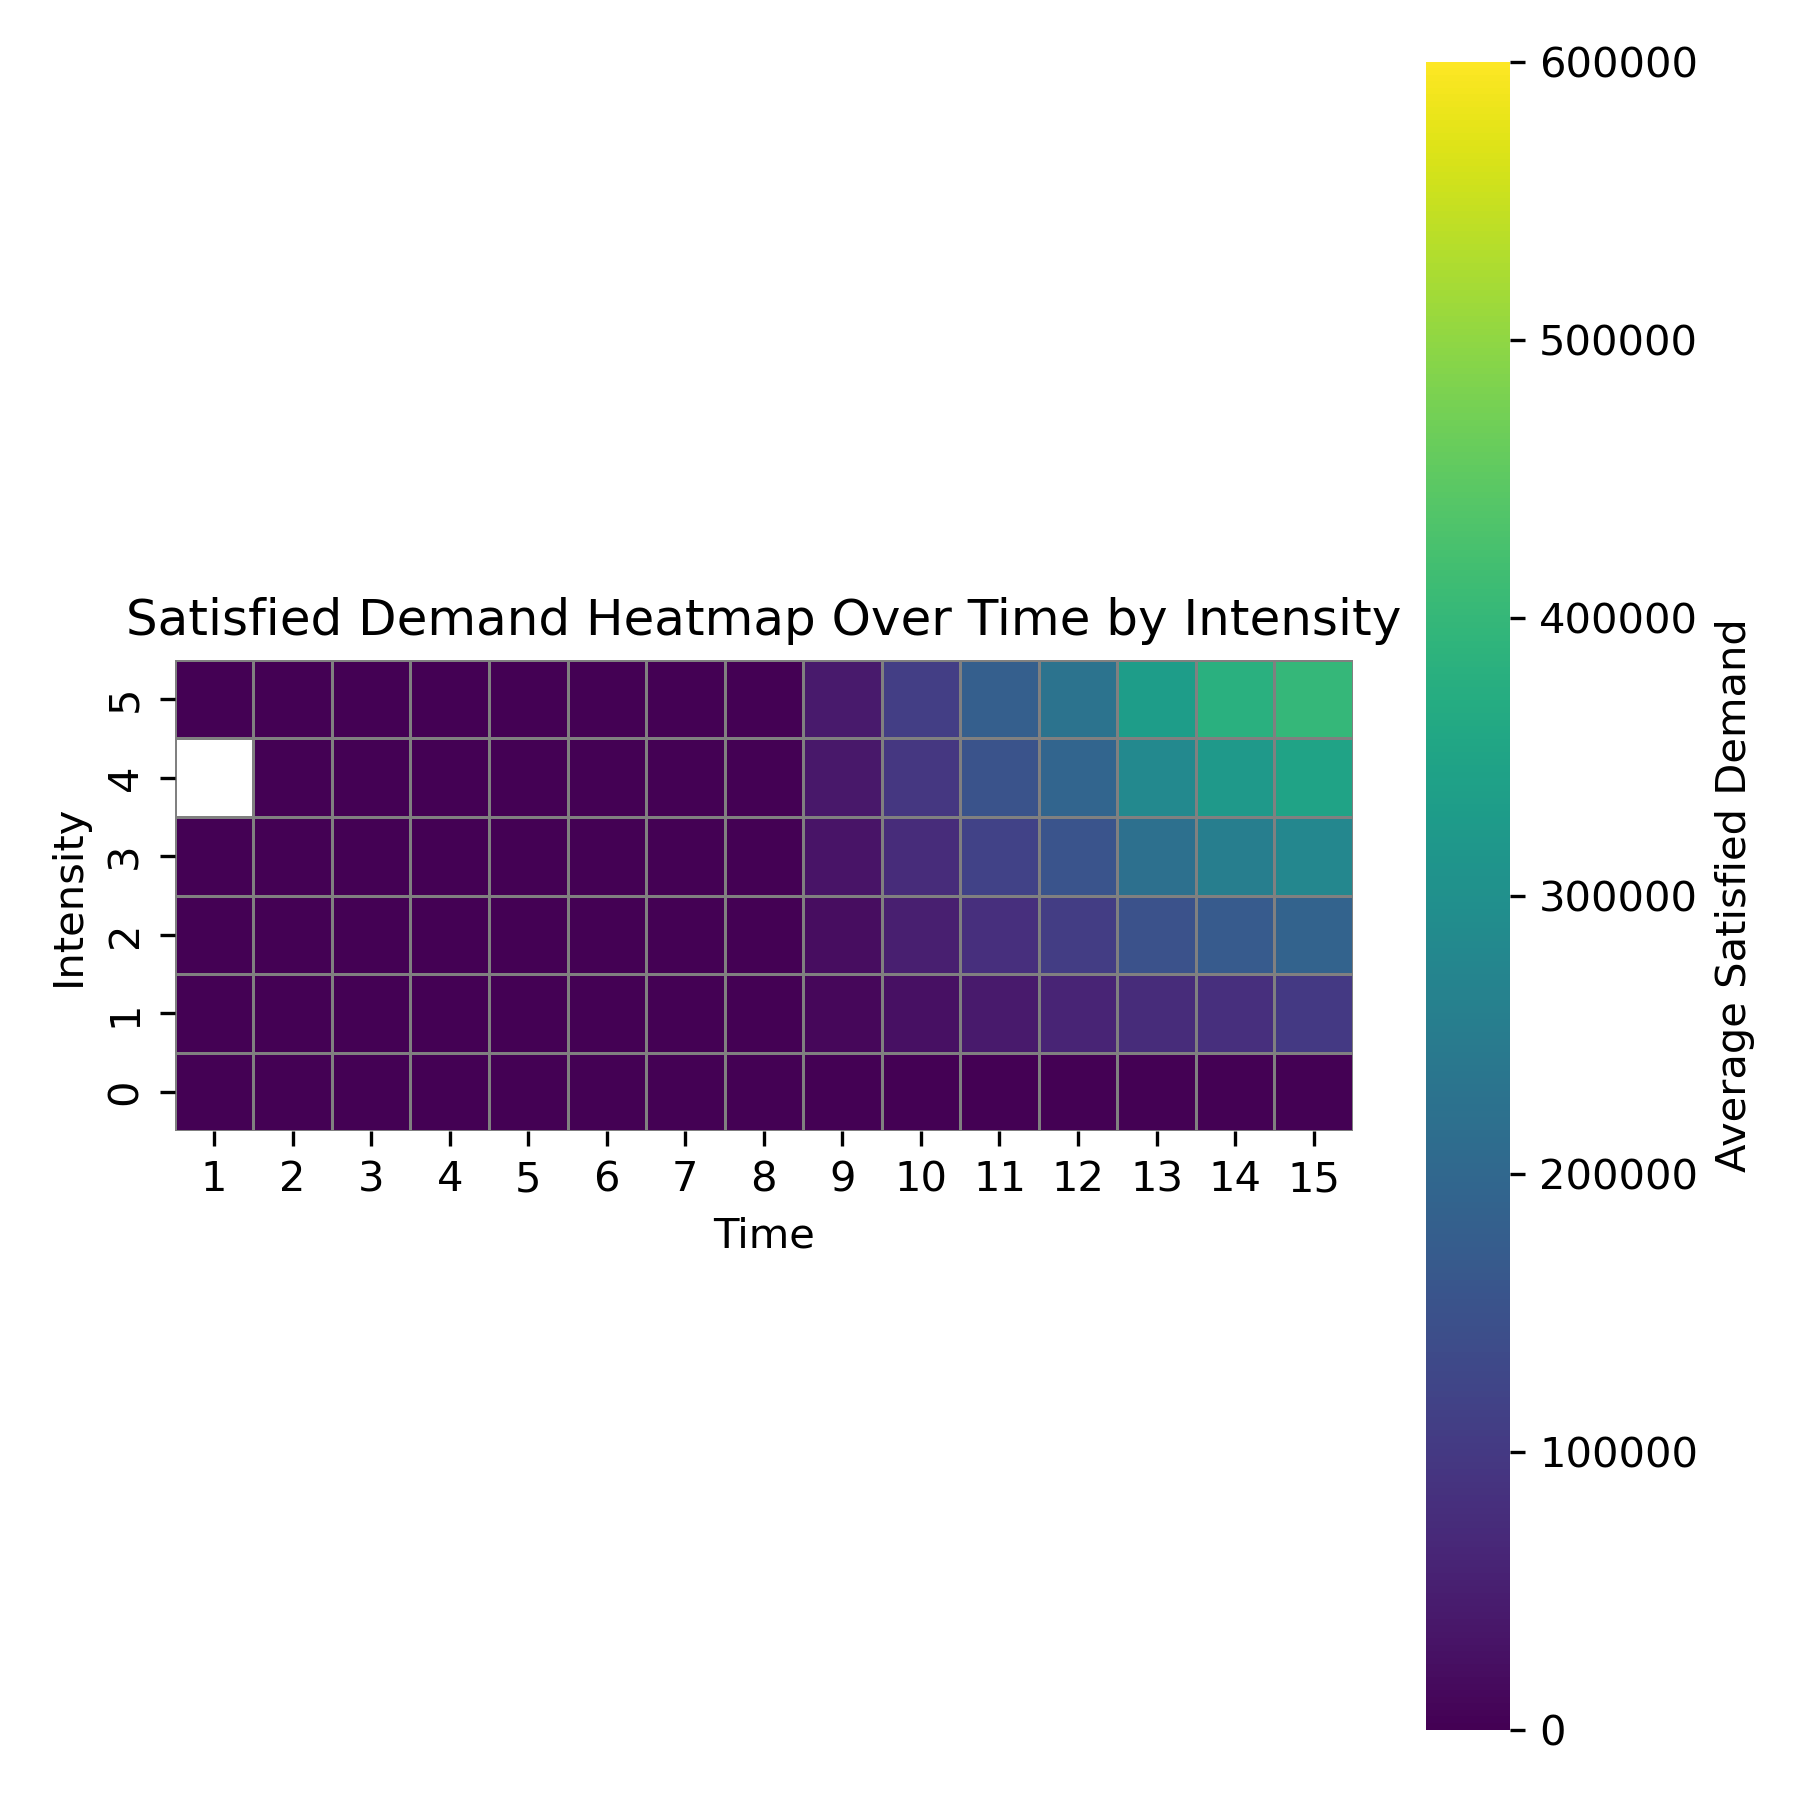 Satisfied Demand Heatmap Over Time by Intensity
Intensity
5
4
3
2
1
0
1 2 3 4 5 6 7 8 9 10 11 12 13 14 15
Time
600000
500000
400000
300000
200000
100000
0
Average Satisfied Demand